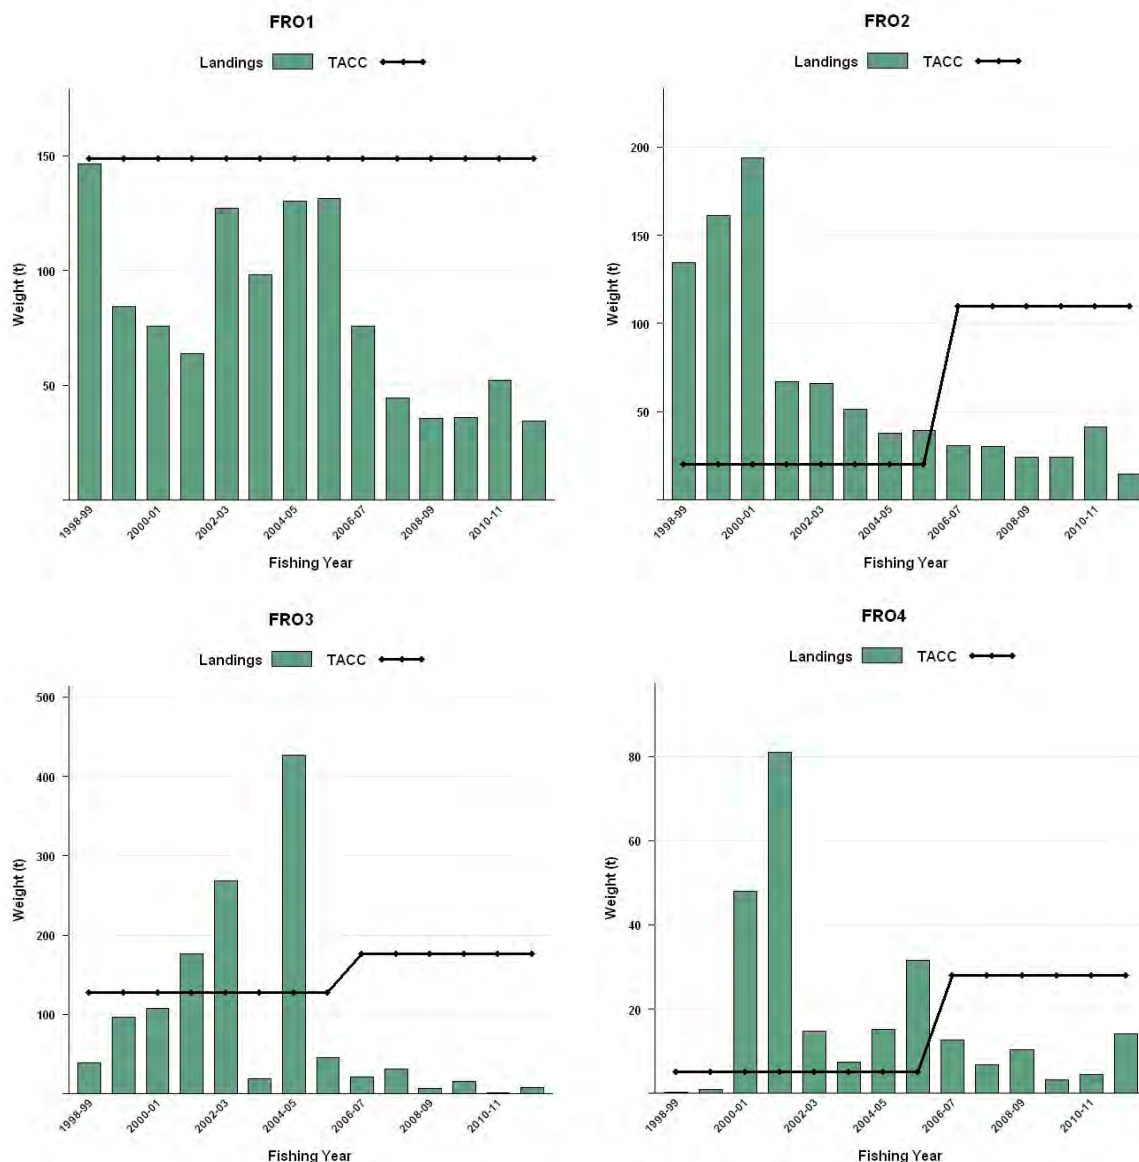 FRO1
Landings TACC
Weight (t)
150
100
50
1998-99
2000-01
2002-03
2004-05
2006-07
2008-09
2010-11
Fishing Year
FRO2
Landings TACC
Weight (t)
200
150
100
50
1998-99
2000-01
2002-03
2004-05
2006-07
2008-09
2010-11
Fishing Year
FRO3
Landings TACC
Weight (t)
500
400
300
200
100
1998-99
2000-01
2002-03
2004-05
2006-07
2008-09
2010-11
Fishing Year
FRO4
Landings TACC
Weight (t)
80
60
40
20
1998-99
2000-01
2002-03
2004-05
2006-07
2008-09
2010-11
Fishing Year